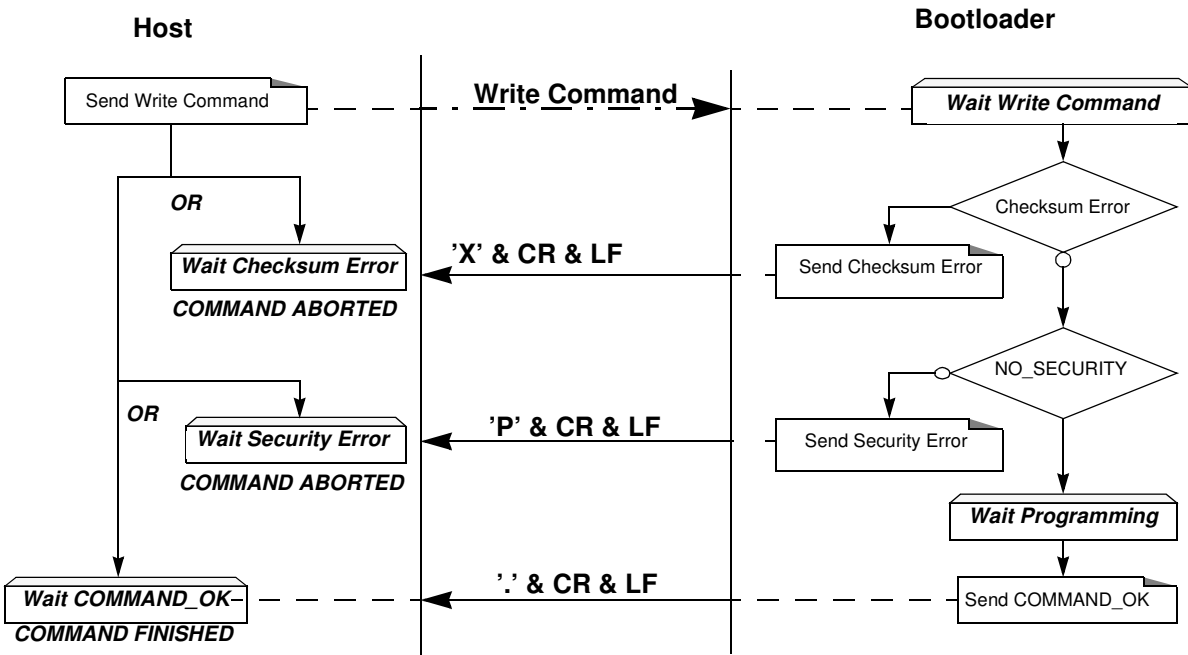 Host
Bootloader
Send Write Command
Write Command
Wait Write Command
OR
Checksum Error
Wait Checksum Error
'X' & CR & LF
Send Checksum Error
COMMAND ABORTED
NO_SECURITY
OR
Wait Security Error
'P' & CR & LF
Send Security Error
COMMAND ABORTED
Wait Programming
Wait COMMAND_OK
'.' & CR & LF
Send COMMAND_OK
COMMAND FINISHED